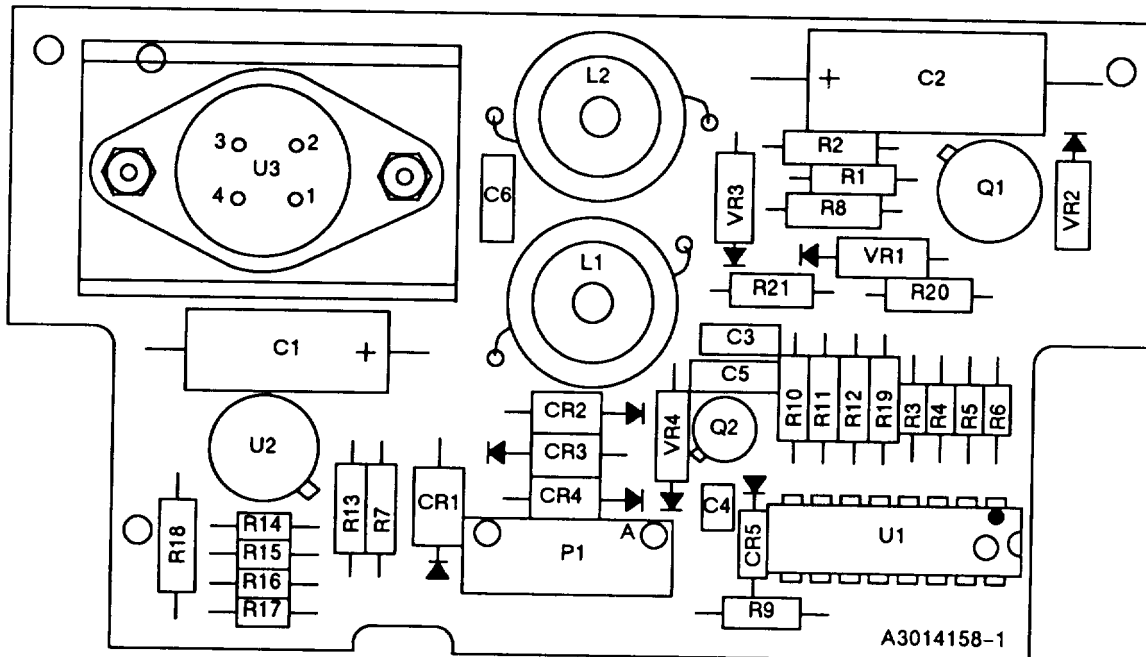 L2
C2
+
3
2
U3
4
1
C6
R2
R1
R8
Q1
VR3
VR2
L1
VR1
R21
R20
C1
+
C3
C5
R10
R11
R12
R19
R3
R4
R5
R6
CR2
CR3
CR4
VR4
Q2
U2
R18
R14
R15
R16
R17
R13
R7
CR1
P1
A
C4
CR5
U1
R9
A3014158-1